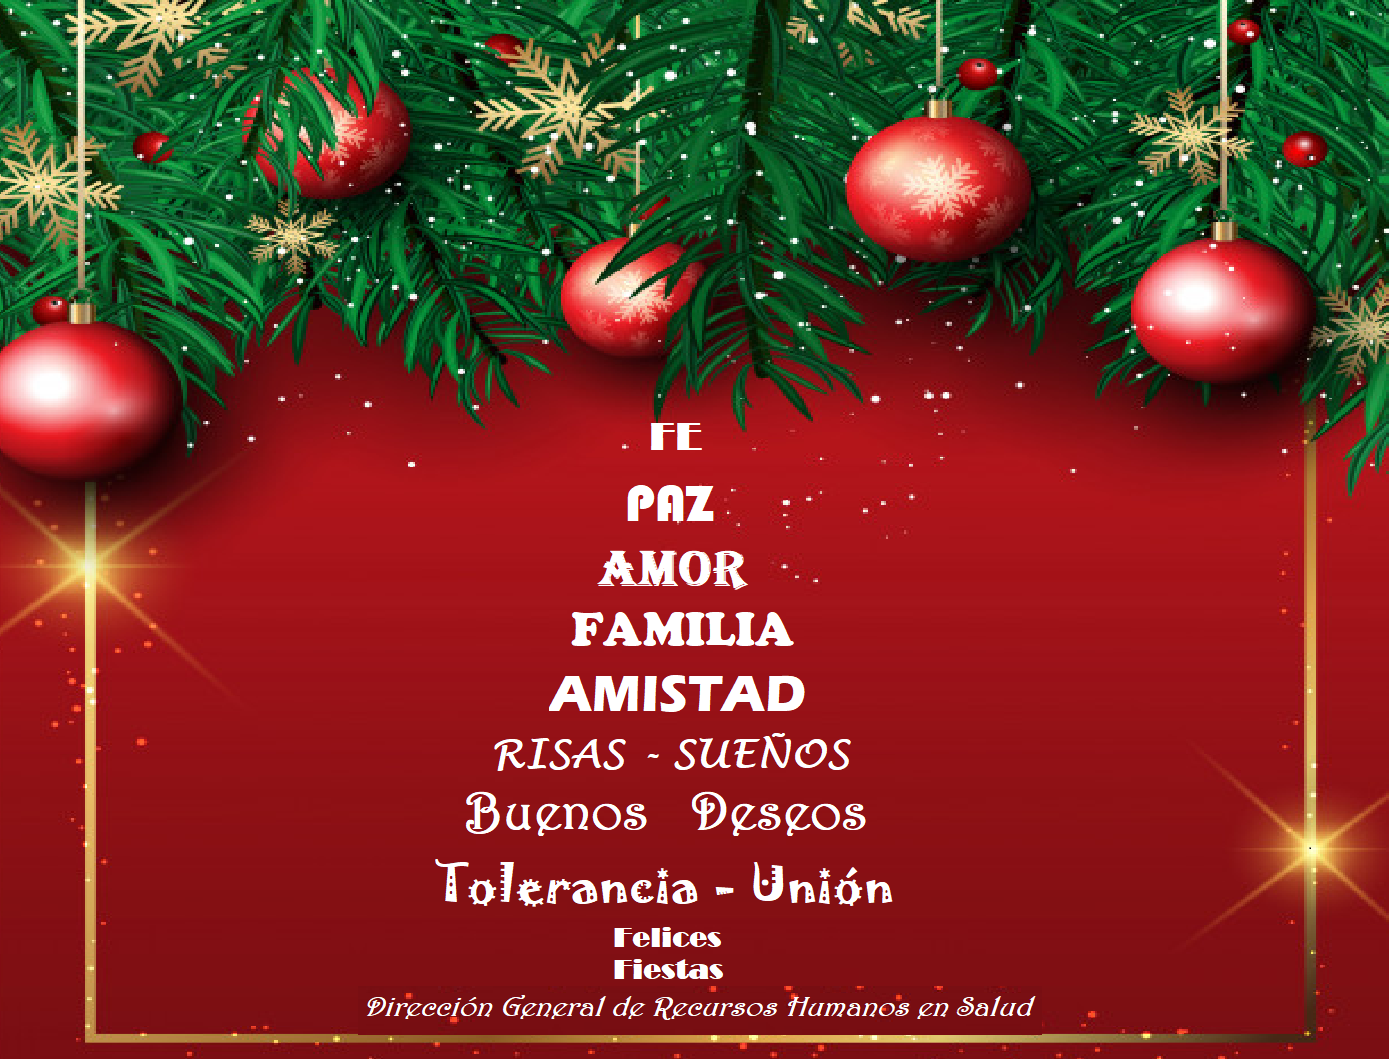 FE
PAZ
AMOR
FAMILIA
AMISTAD
RISAS - SUEÑOS
Buenos Deseos
Tolerancia - Unión
Felices
Fiestas
Dirección General de Recursos Humanos en Salud